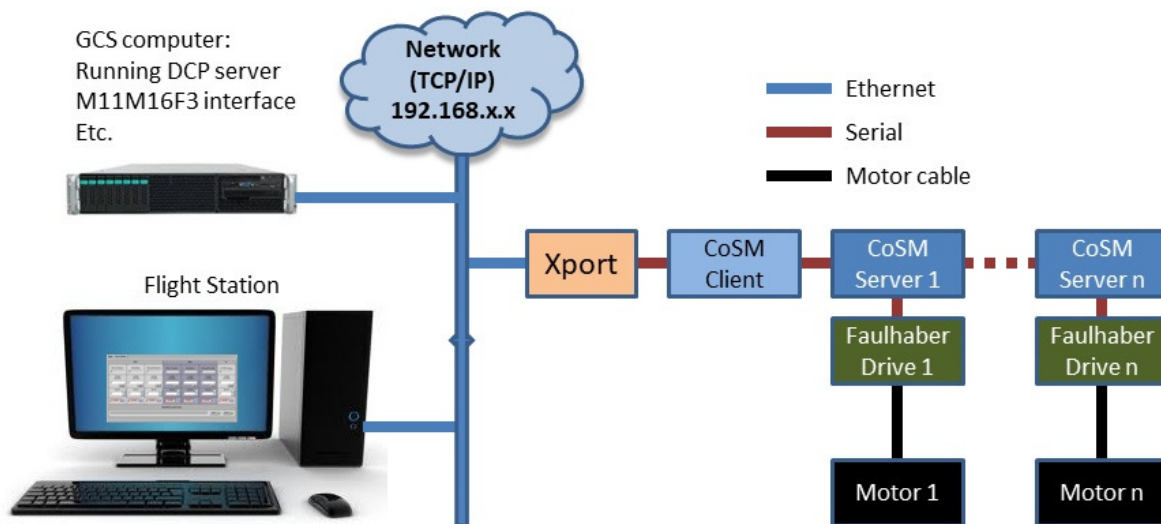 GCS computer:
Running DCP server
M11M16F3 interface
Etc.
Network
(TCP/IP)
192.168.x.x
Ethernet
Serial
Motor cable
Xport
CoSM
Client
CoSM
Server 1
CoSM
Server n
Flight Station
Faulhaber
Drive 1
Faulhaber
Drive n
Motor 1
Motor n